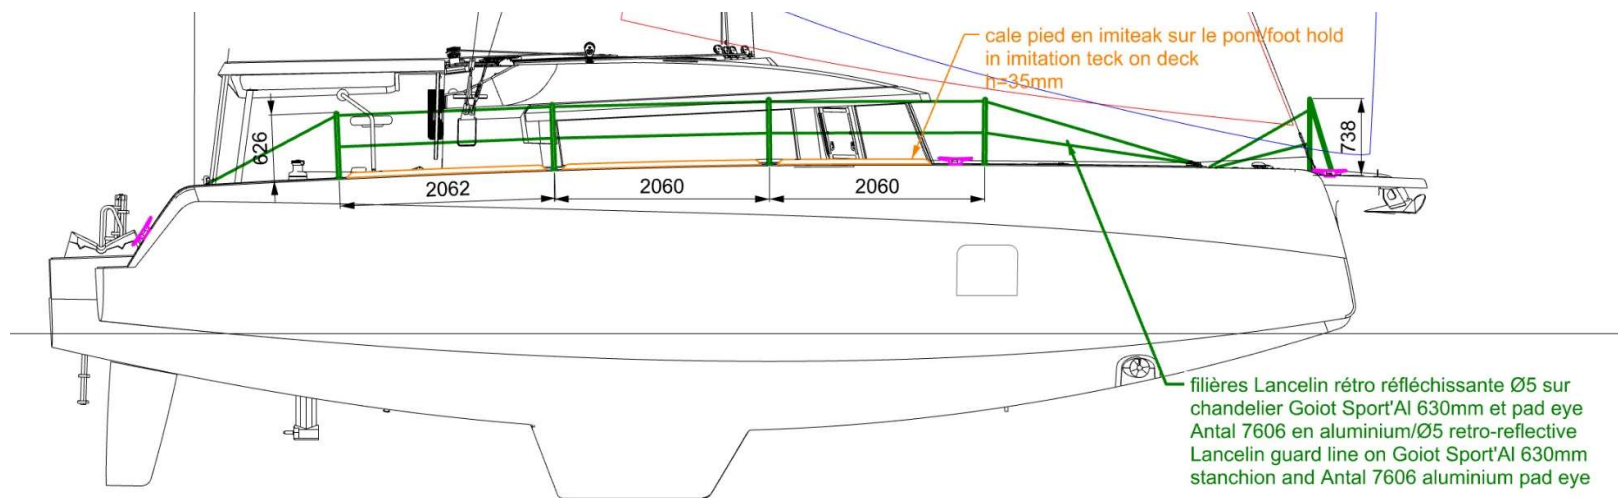 cale pied en imiteak sur le pont/foot hold
in imitation teck on deck
h=35mm
626
738
2062
2060
2060
filières Lancelin rétro réfléchissante Ø5 sur
chandelier Goiot Sport'Al 630mm et pad eye
Antal 7606 en aluminium/Ø5 retro-reflective
Lancelin guard line on Goiot Sport'Al 630mm
stanchion and Antal 7606 aluminium pad eye